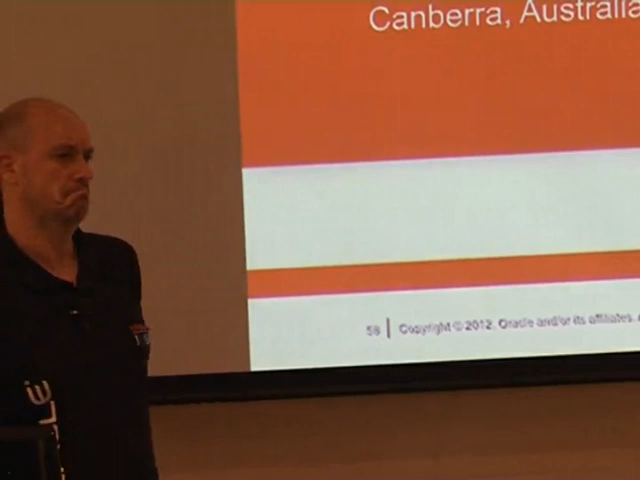 Canberra, Australia
58 | Copyright © 2012, Oracle and/or its affiliates.